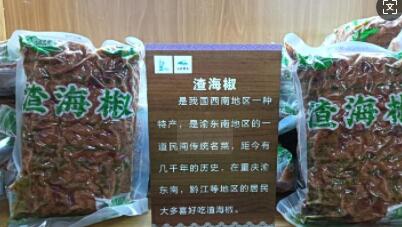 渣海椒
渣海椒
是我国西南地区一种
特产，是渝东南地区的一
道民间传统名菜，距今有
几千年的历史，在重庆渝
东南，黔江等地区的居民
大多喜好吃渣海椒。
渣海椒